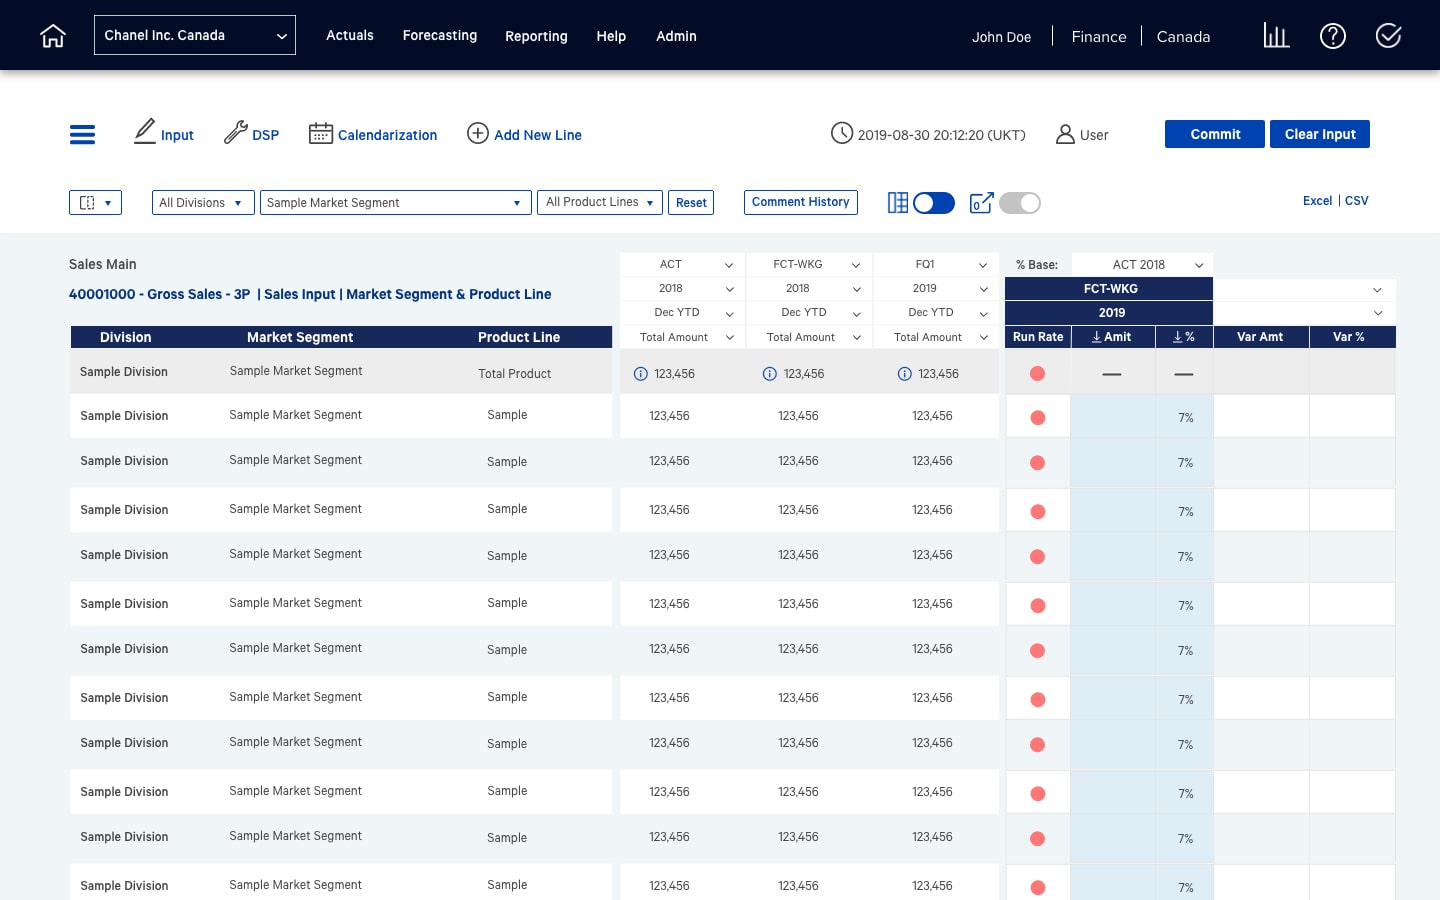 Chanel Inc. Canada
Actuals
Forecasting
Reporting
Help
Admin
John Doe
Finance
Canada
Input
DSP
Calendarization
Add New Line
2019-08-30 20:12:20 (UKT)
User
Commit
Clear Input
All Divisions
Sample Market Segment
All Product Lines
Reset
Comment History
0
Excel | CSV
Sales Main
40001000 - Gross Sales - 3P | Sales Input | Market Segment & Product Line
ACT
FCT-WKG
FQ1
% Base:
ACT 2018
2018
2018
2019
FCT-WKG
Dec YTD
Dec YTD
Dec YTD
2019
Division
Market Segment
Product Line
Total Amount
Total Amount
Total Amount
Run Rate
Amit
%
Var Amt
Var %
Sample Division Sample Market Segment Total Product 123,456 123,456 123,456 — —
Sample Division Sample Market Segment Sample 123,456 123,456 123,456 7%
Sample Division Sample Market Segment Sample 123,456 123,456 123,456 7%
Sample Division Sample Market Segment Sample 123,456 123,456 123,456 7%
Sample Division Sample Market Segment Sample 123,456 123,456 123,456 7%
Sample Division Sample Market Segment Sample 123,456 123,456 123,456 7%
Sample Division Sample Market Segment Sample 123,456 123,456 123,456 7%
Sample Division Sample Market Segment Sample 123,456 123,456 123,456 7%
Sample Division Sample Market Segment Sample 123,456 123,456 123,456 7%
Sample Division Sample Market Segment Sample 123,456 123,456 123,456 7%
Sample Division Sample Market Segment Sample 123,456 123,456 123,456 7%
Sample Division Sample Market Segment Sample 123,456 123,456 123,456 7%